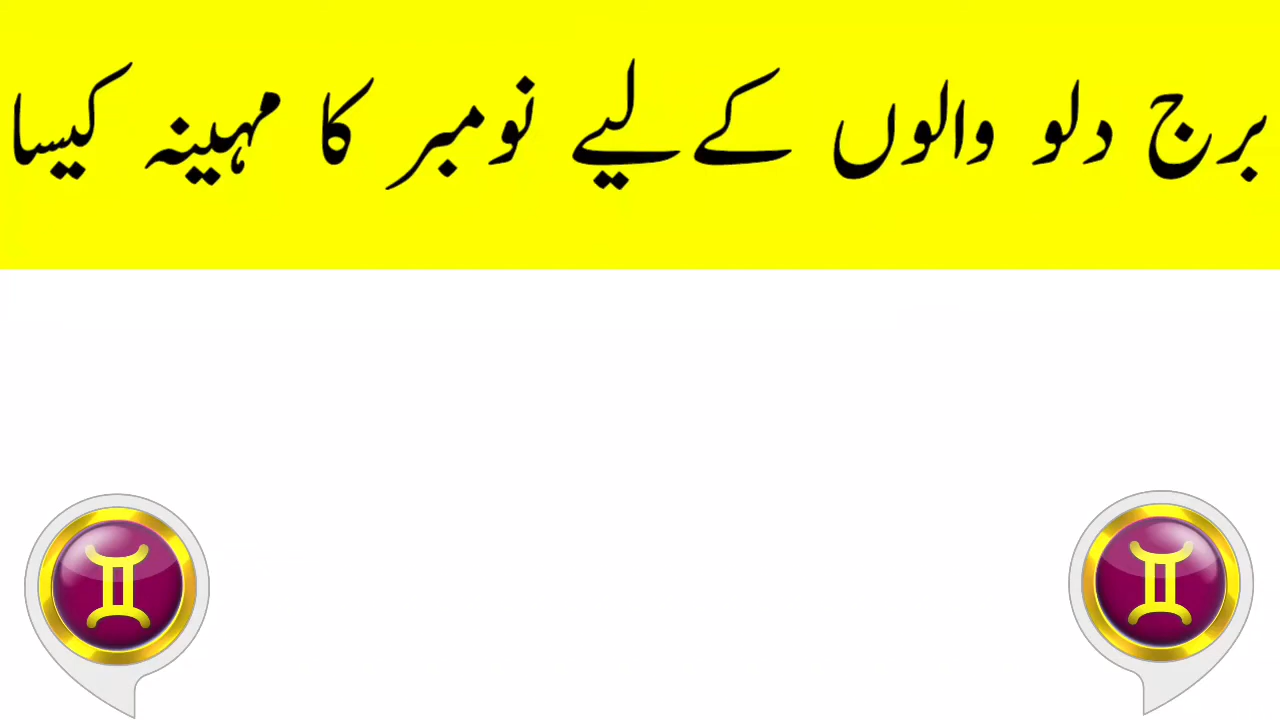 برج دلو والوں کے لیے نومبر کا مہینہ کیسا